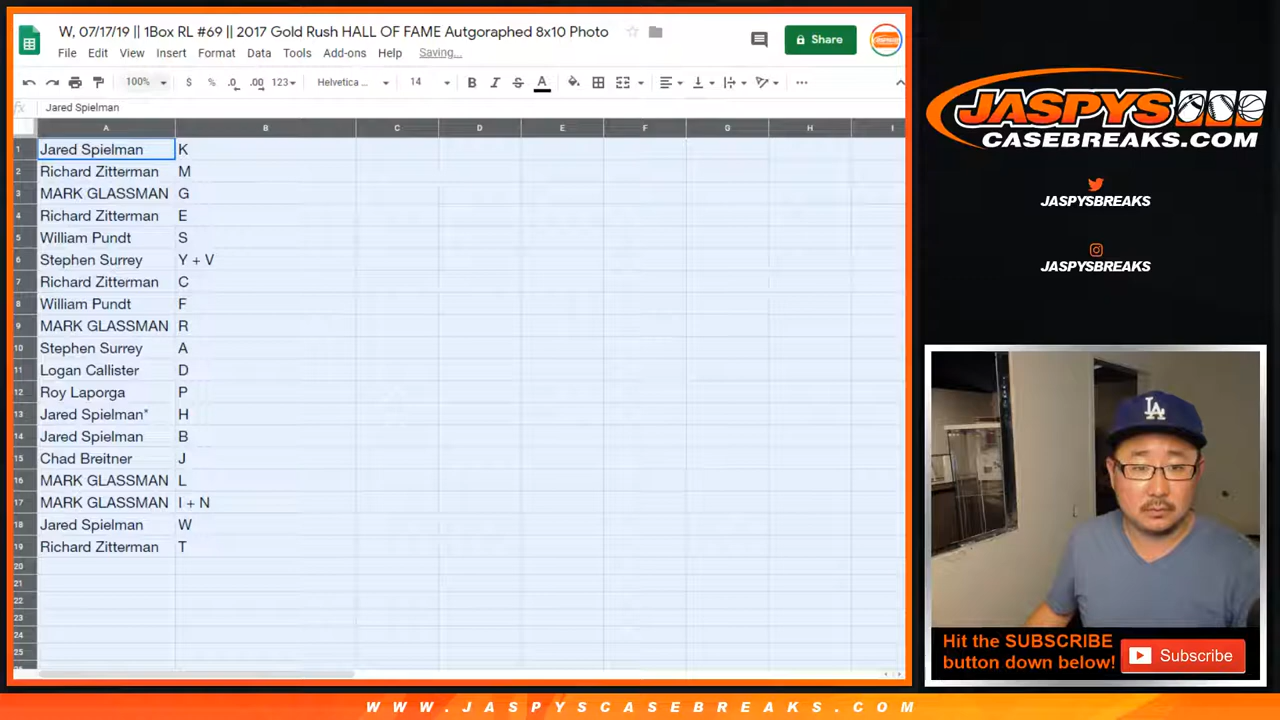 W, 07/17/19 || 1Box RL #69 || 2017 Gold Rush HALL OF FAME Autgoraphed 8x10 Photo
File Edit View Insert Format Data Tools Add-ons Help Saving...
Share
100% $ % .0 .00 123 Helvetica ... 14 B I S A ...
fx Jared Spielman
A B C D E F G H I
1 Jared Spielman K
2 Richard Zitterman M
3 MARK GLASSMAN G
4 Richard Zitterman E
5 William Pundt S
6 Stephen Surrey Y + V
7 Richard Zitterman C
8 William Pundt F
9 MARK GLASSMAN R
10 Stephen Surrey A
11 Logan Callister D
12 Roy Laporga P
13 Jared Spielman* H
14 Jared Spielman B
15 Chad Breitner J
16 MARK GLASSMAN L
17 MARK GLASSMAN I + N
18 Jared Spielman W
19 Richard Zitterman T
20
21
22
23
24
25
JASPYS
CASEBREAKS.COM
JASPYSBREAKS
JASPYSBREAKS
LA
Hit the SUBSCRIBE
button down below!
Subscribe
WWW.JASPYSCASEBREAKS.COM